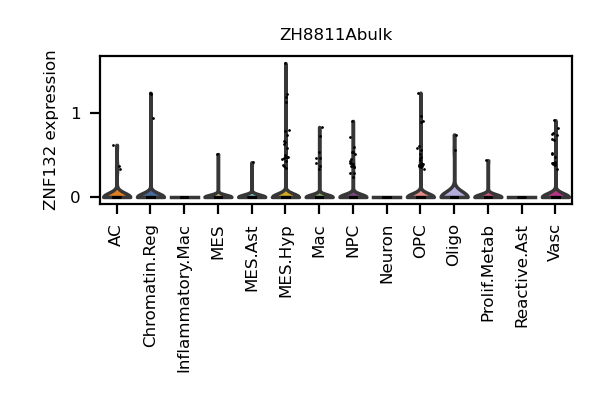 ZH8811Abulk
ZNF132 expression
1
0
AC
Chromatin.Reg
Inflammatory.Mac
MES
MES.Ast
MES.Hyp
Mac
NPC
Neuron
OPC
Oligo
Prolif.Metab
Reactive.Ast
Vasc